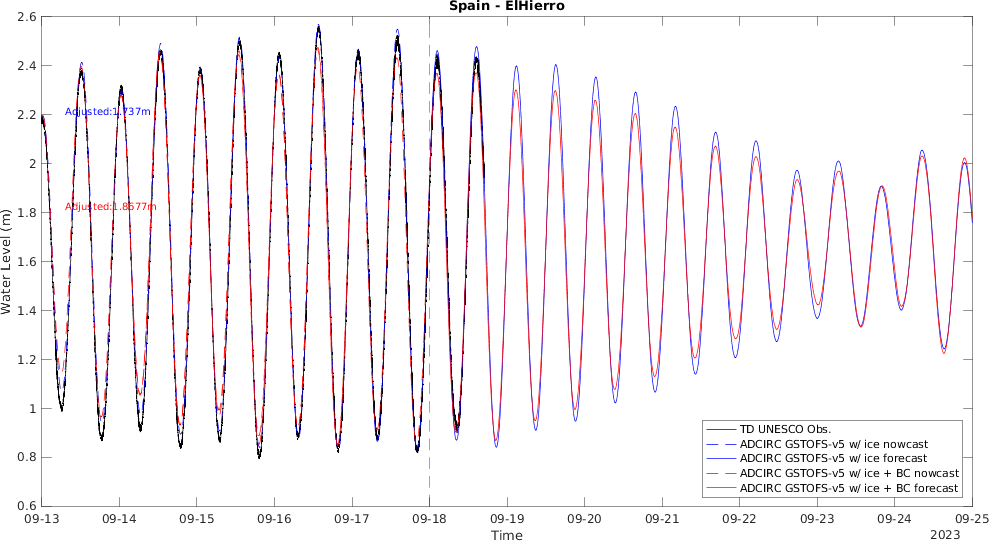 Spain - ElHierro
2.6
2.4
2.2
2
1.8
1.6
1.4
1.2
1
0.8
0.6
Water Level (m)
Adjusted:1.737m
Adjusted:1.8677m
TD UNESCO Obs.
ADCIRC GSTOFS-v5 w/ ice nowcast
ADCIRC GSTOFS-v5 w/ ice forecast
ADCIRC GSTOFS-v5 w/ ice + BC nowcast
ADCIRC GSTOFS-v5 w/ ice + BC forecast
09-13 09-14 09-15 09-16 09-17 09-18 09-19 09-20 09-21 09-22 09-23 09-24 09-25
Time
2023